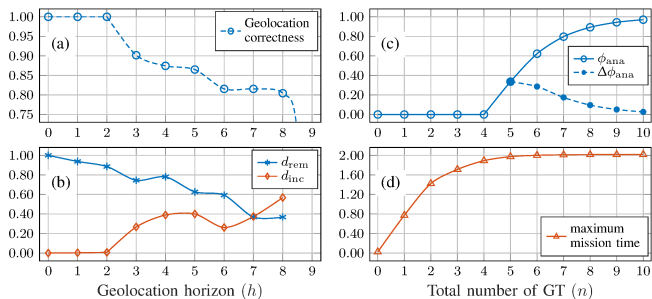 1.00
0.95
0.90
0.85
0.80
0.75
(a)
Geolocation
correctness
0 1 2 3 4 5 6 7 8 9
1.00
0.80
0.60
0.40
0.20
0.00
(c)
ϕana
Δϕana
0 1 2 3 4 5 6 7 8 9 10
1.00
0.80
0.60
0.40
0.20
0.00
(b)
drem
dinc
0 1 2 3 4 5 6 7 8 9
Geolocation horizon (h)
2.00
1.60
1.20
0.80
0.40
0.00
(d)
maximum
mission time
0 1 2 3 4 5 6 7 8 9 10
Total number of GT (n)